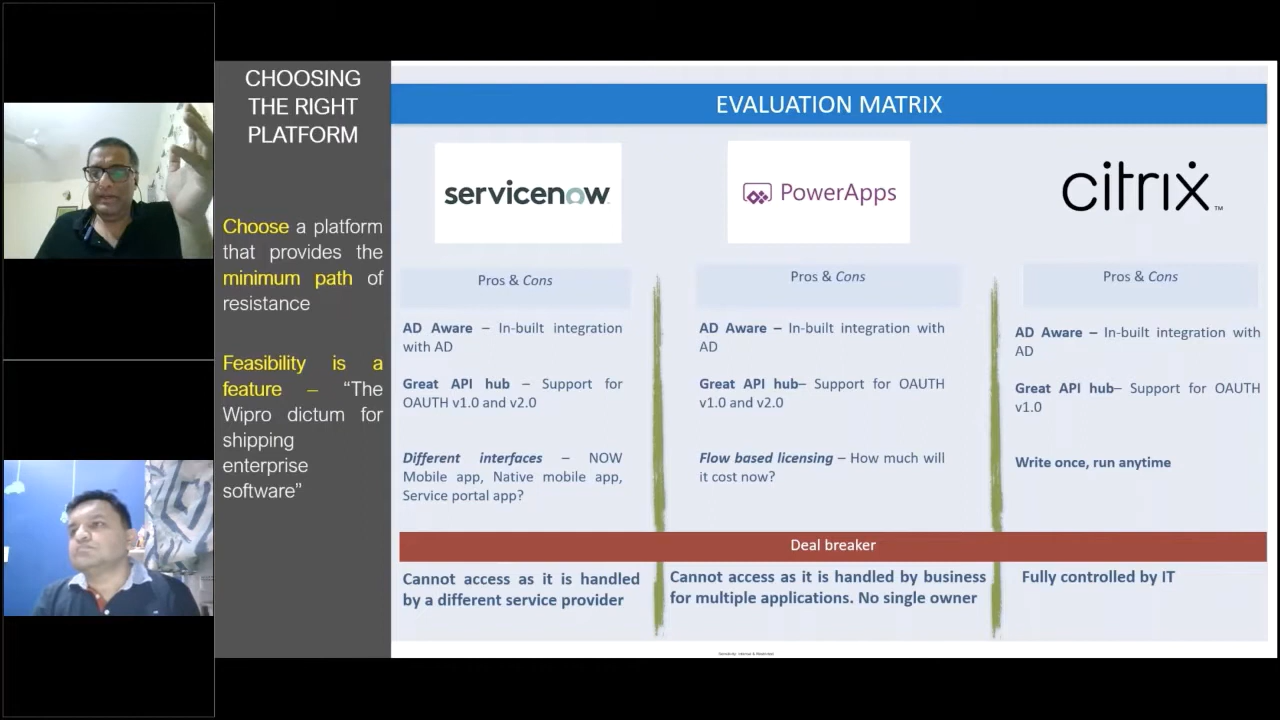 CHOOSING
THE RIGHT
PLATFORM
Choose a platform
that provides the
minimum path of
resistance
Feasibility is a
feature – “The
Wipro dictum for
shipping
enterprise
software”
EVALUATION MATRIX
servicenow
PowerApps
citrix™
Pros & Cons
AD Aware – In-built integration
with AD
Great API hub – Support for
OAUTH v1.0 and v2.0
Different interfaces – NOW
Mobile app, Native mobile app,
Service portal app?
Pros & Cons
AD Aware – In-built integration with
AD
Great API hub– Support for OAUTH
v1.0 and v2.0
Flow based licensing – How much will
it cost now?
Pros & Cons
AD Aware – In-built integration with
AD
Great API hub– Support for OAUTH
v1.0
Write once, run anytime
Deal breaker
Cannot access as it is handled
by a different service provider
Cannot access as it is handled by business
for multiple applications. No single owner
Fully controlled by IT
Sensitivity: Internal & Restricted